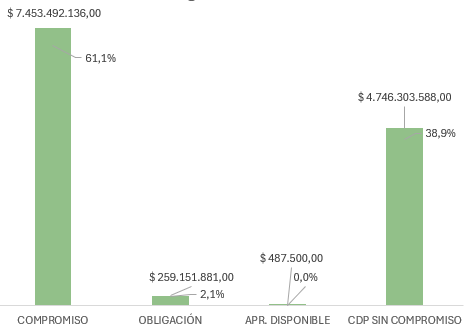 $ 7.453.492.136,00
61,1%
$ 4.746.303.588,00
38,9%
$ 487.500,00
$ 259.151.881,00
0,0%
2,1%
COMPROMISO
OBLIGACIÓN
APR. DISPONIBLE
CDP SIN COMPROMISO